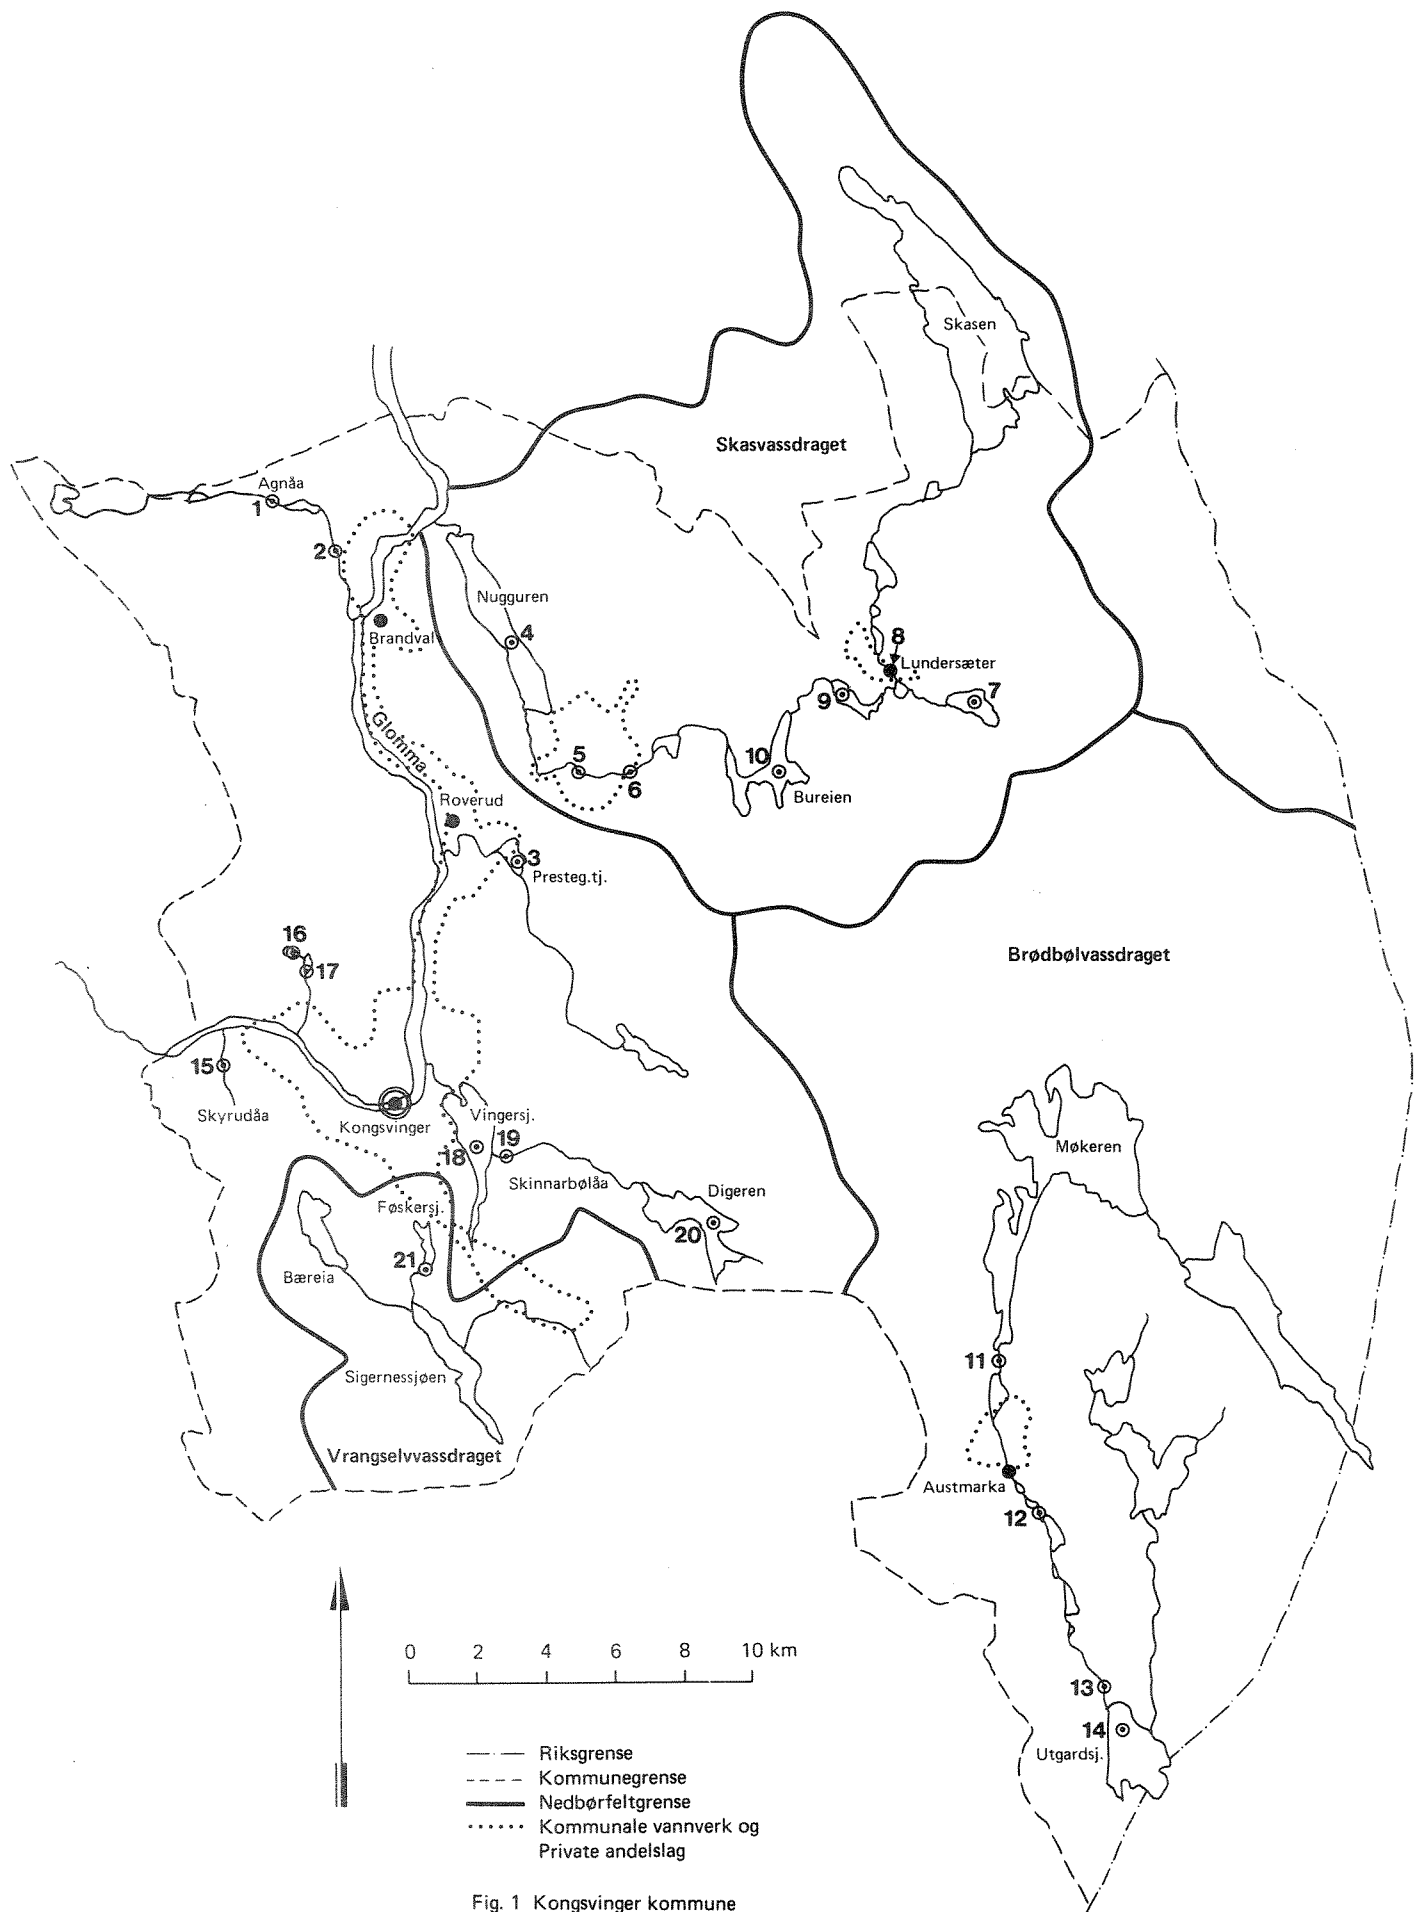 Skasen
Skasvassdraget
Agnåa
1
2
Nugguren
4
Brandval
8
Lundersæter
7
9
Glomma
5
6
10
Bureien
Roverud
3
Presteg.tj.
16
17
Brødbølvassdraget
15
Skyrudåa
Kongsvinger
Vingersj.
18
19
Skinnarbølåa
Møkeren
Digeren
20
Føskersj.
21
Bæreia
11
Sigernessjøen
Vrangselvvassdraget
Austmarka
12
0 2 4 6 8 10 km
13
14
Utgardsj.
Riksgrense
Kommunegrense
Nedbørfeltgrense
Kommunale vannverk og
Private andelslag
Fig. 1 Kongsvinger kommune